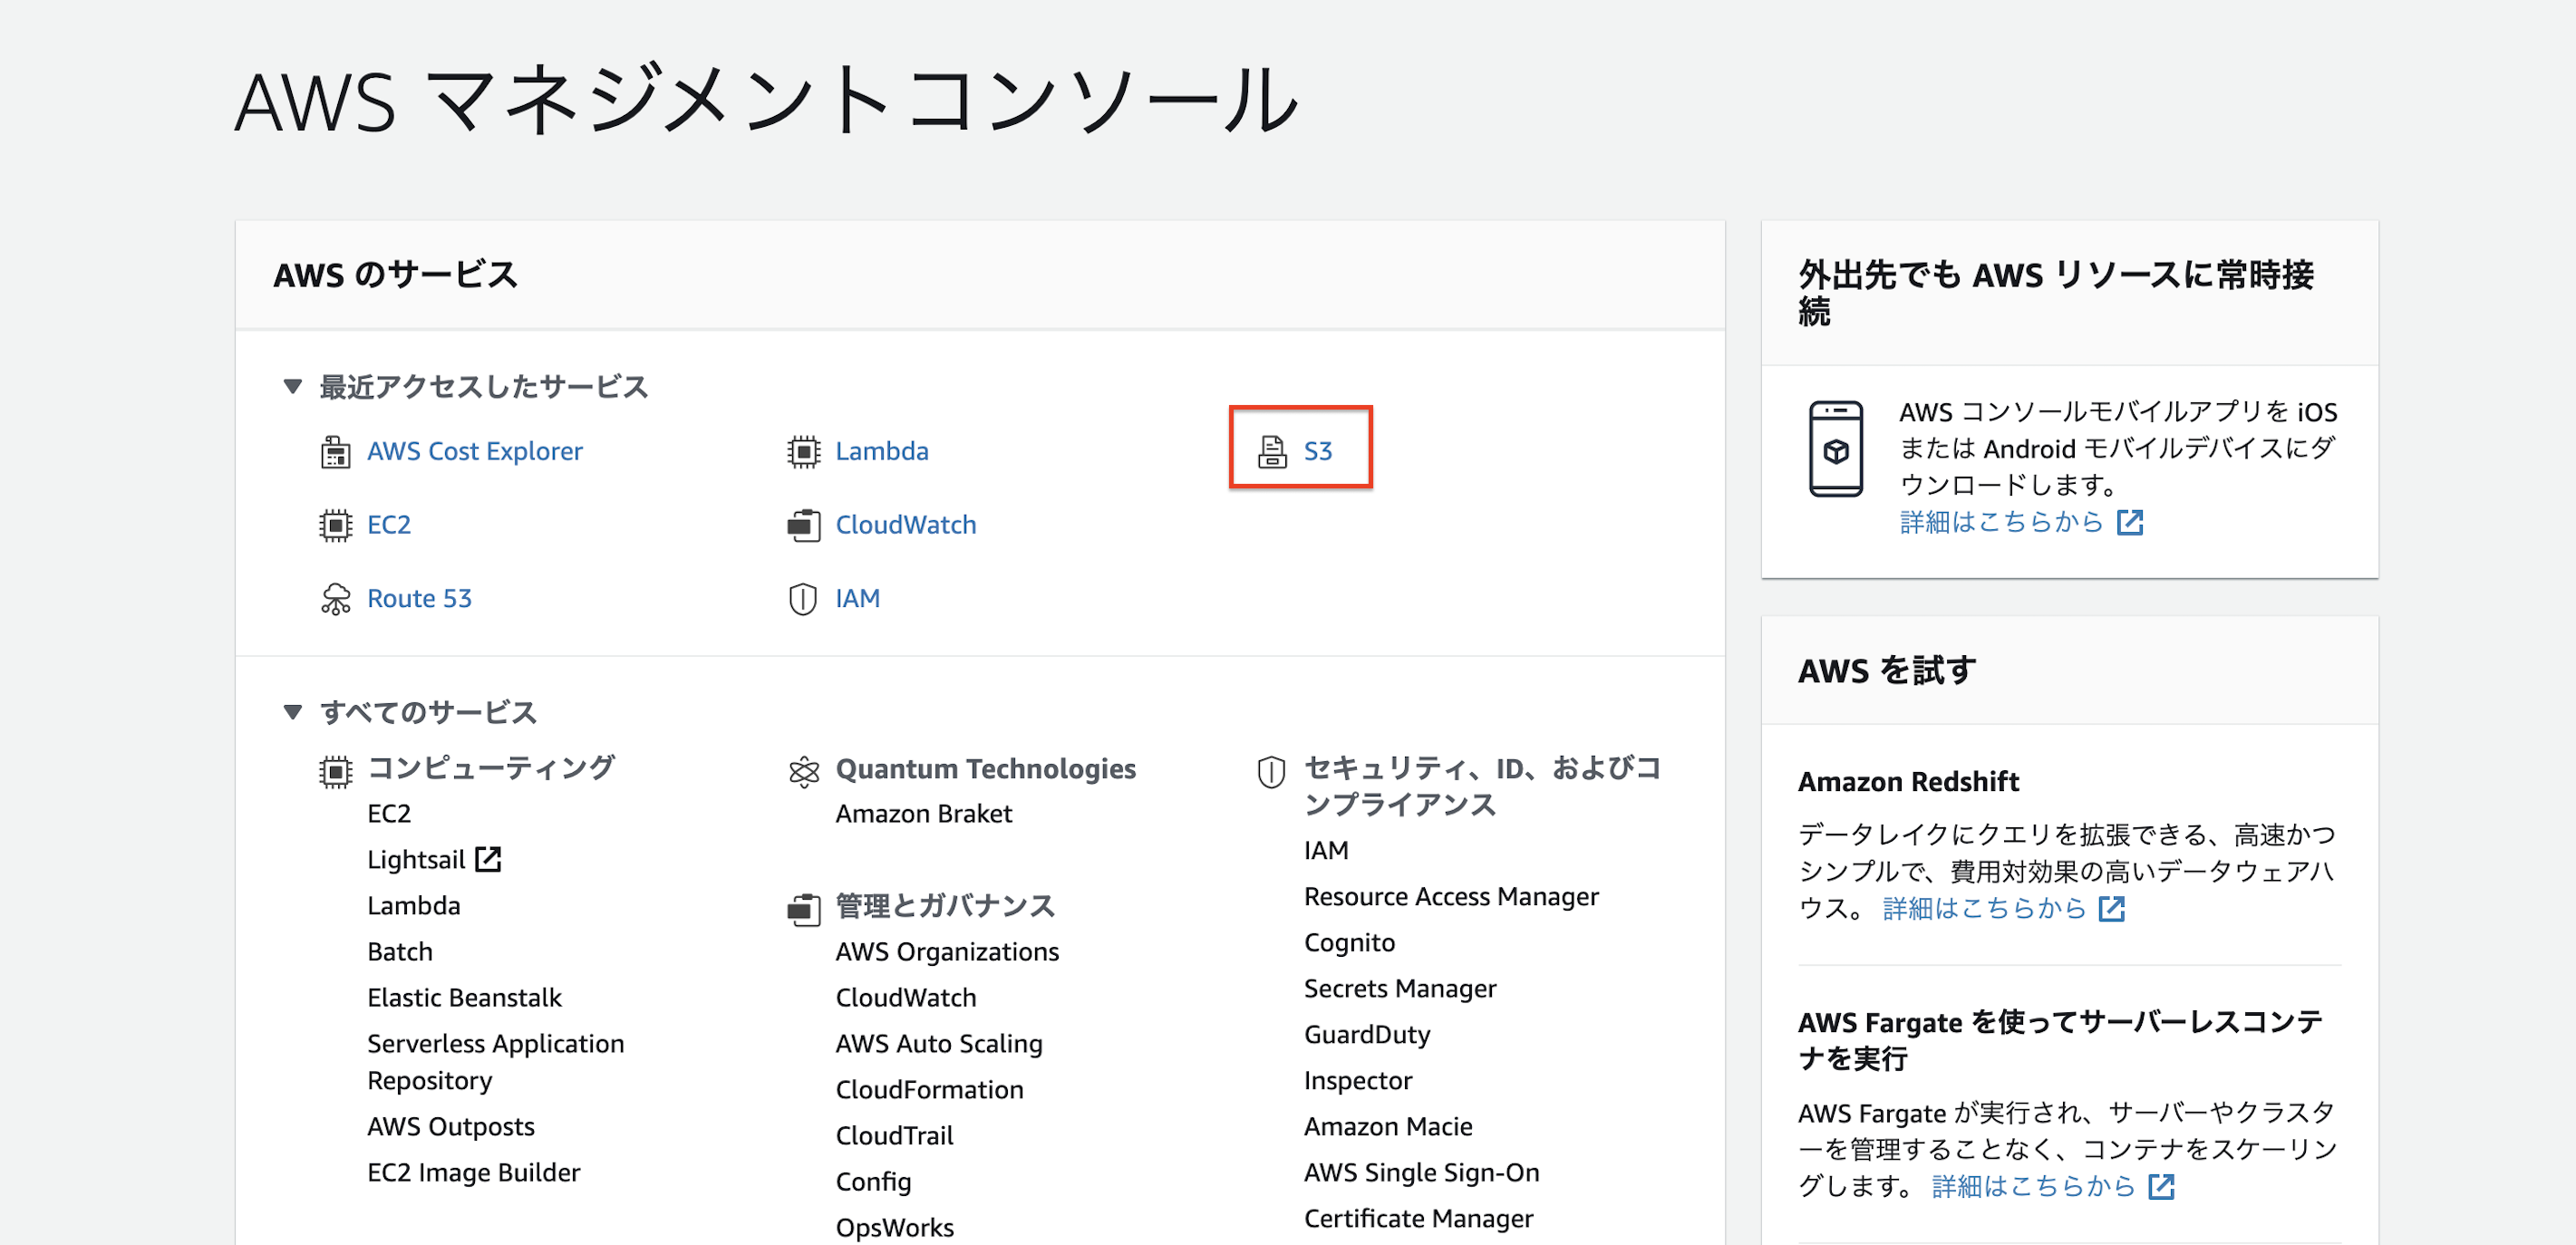 AWS マネジメントコンソール
AWS のサービス
最近アクセスしたサービス
AWS Cost Explorer
Lambda
S3
EC2
CloudWatch
Route 53
IAM
すべてのサービス
コンピューティング
EC2
Lightsail
Lambda
Batch
Elastic Beanstalk
Serverless Application
Repository
AWS Outposts
EC2 Image Builder
Quantum Technologies
Amazon Braket
管理とガバナンス
AWS Organizations
CloudWatch
AWS Auto Scaling
CloudFormation
CloudTrail
Config
OpsWorks
セキュリティ、ID、およびコ
ンプライアンス
IAM
Resource Access Manager
Cognito
Secrets Manager
GuardDuty
Inspector
Amazon Macie
AWS Single Sign-On
Certificate Manager
外出先でも AWS リソースに常時接
続
AWS コンソールモバイルアプリを iOS
または Android モバイルデバイスにダ
ウンロードします。
詳細はこちらから
AWS を試す
Amazon Redshift
データレイクにクエリを拡張できる、高速かつ
シンプルで、費用対効果の高いデータウェアハ
ウス。 詳細はこちらから
AWS Fargate を使ってサーバーレスコンテ
ナを実行
AWS Fargate が実行され、サーバーやクラスタ
ーを管理することなく、コンテナをスケーリン
グします。 詳細はこちらから